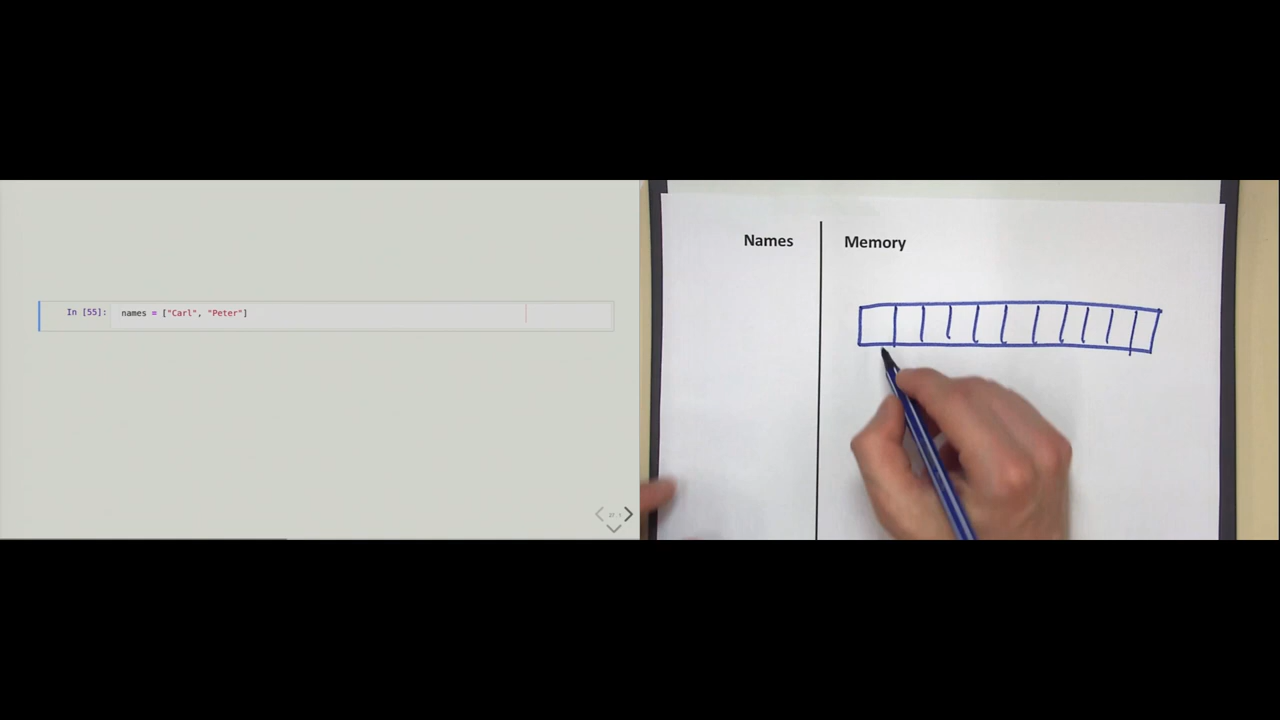 In [55]: names = ["Carl", "Peter"]
Names Memory